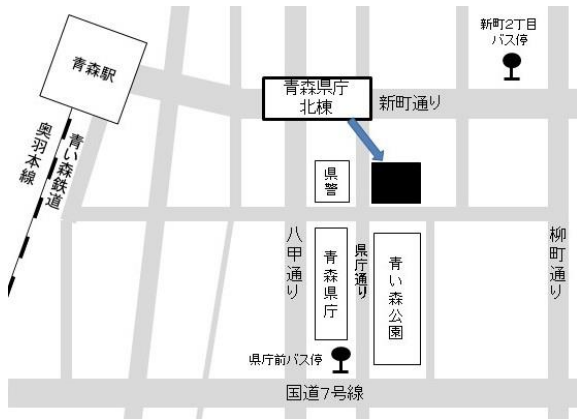 新町2丁目
バス停
青森駅
青森県庁
北棟
新町通り
奥羽本線
青い森鉄道
県警
八甲通り
青森県庁
県庁通り
青い森公園
柳町通り
県庁前バス停
国道7号線